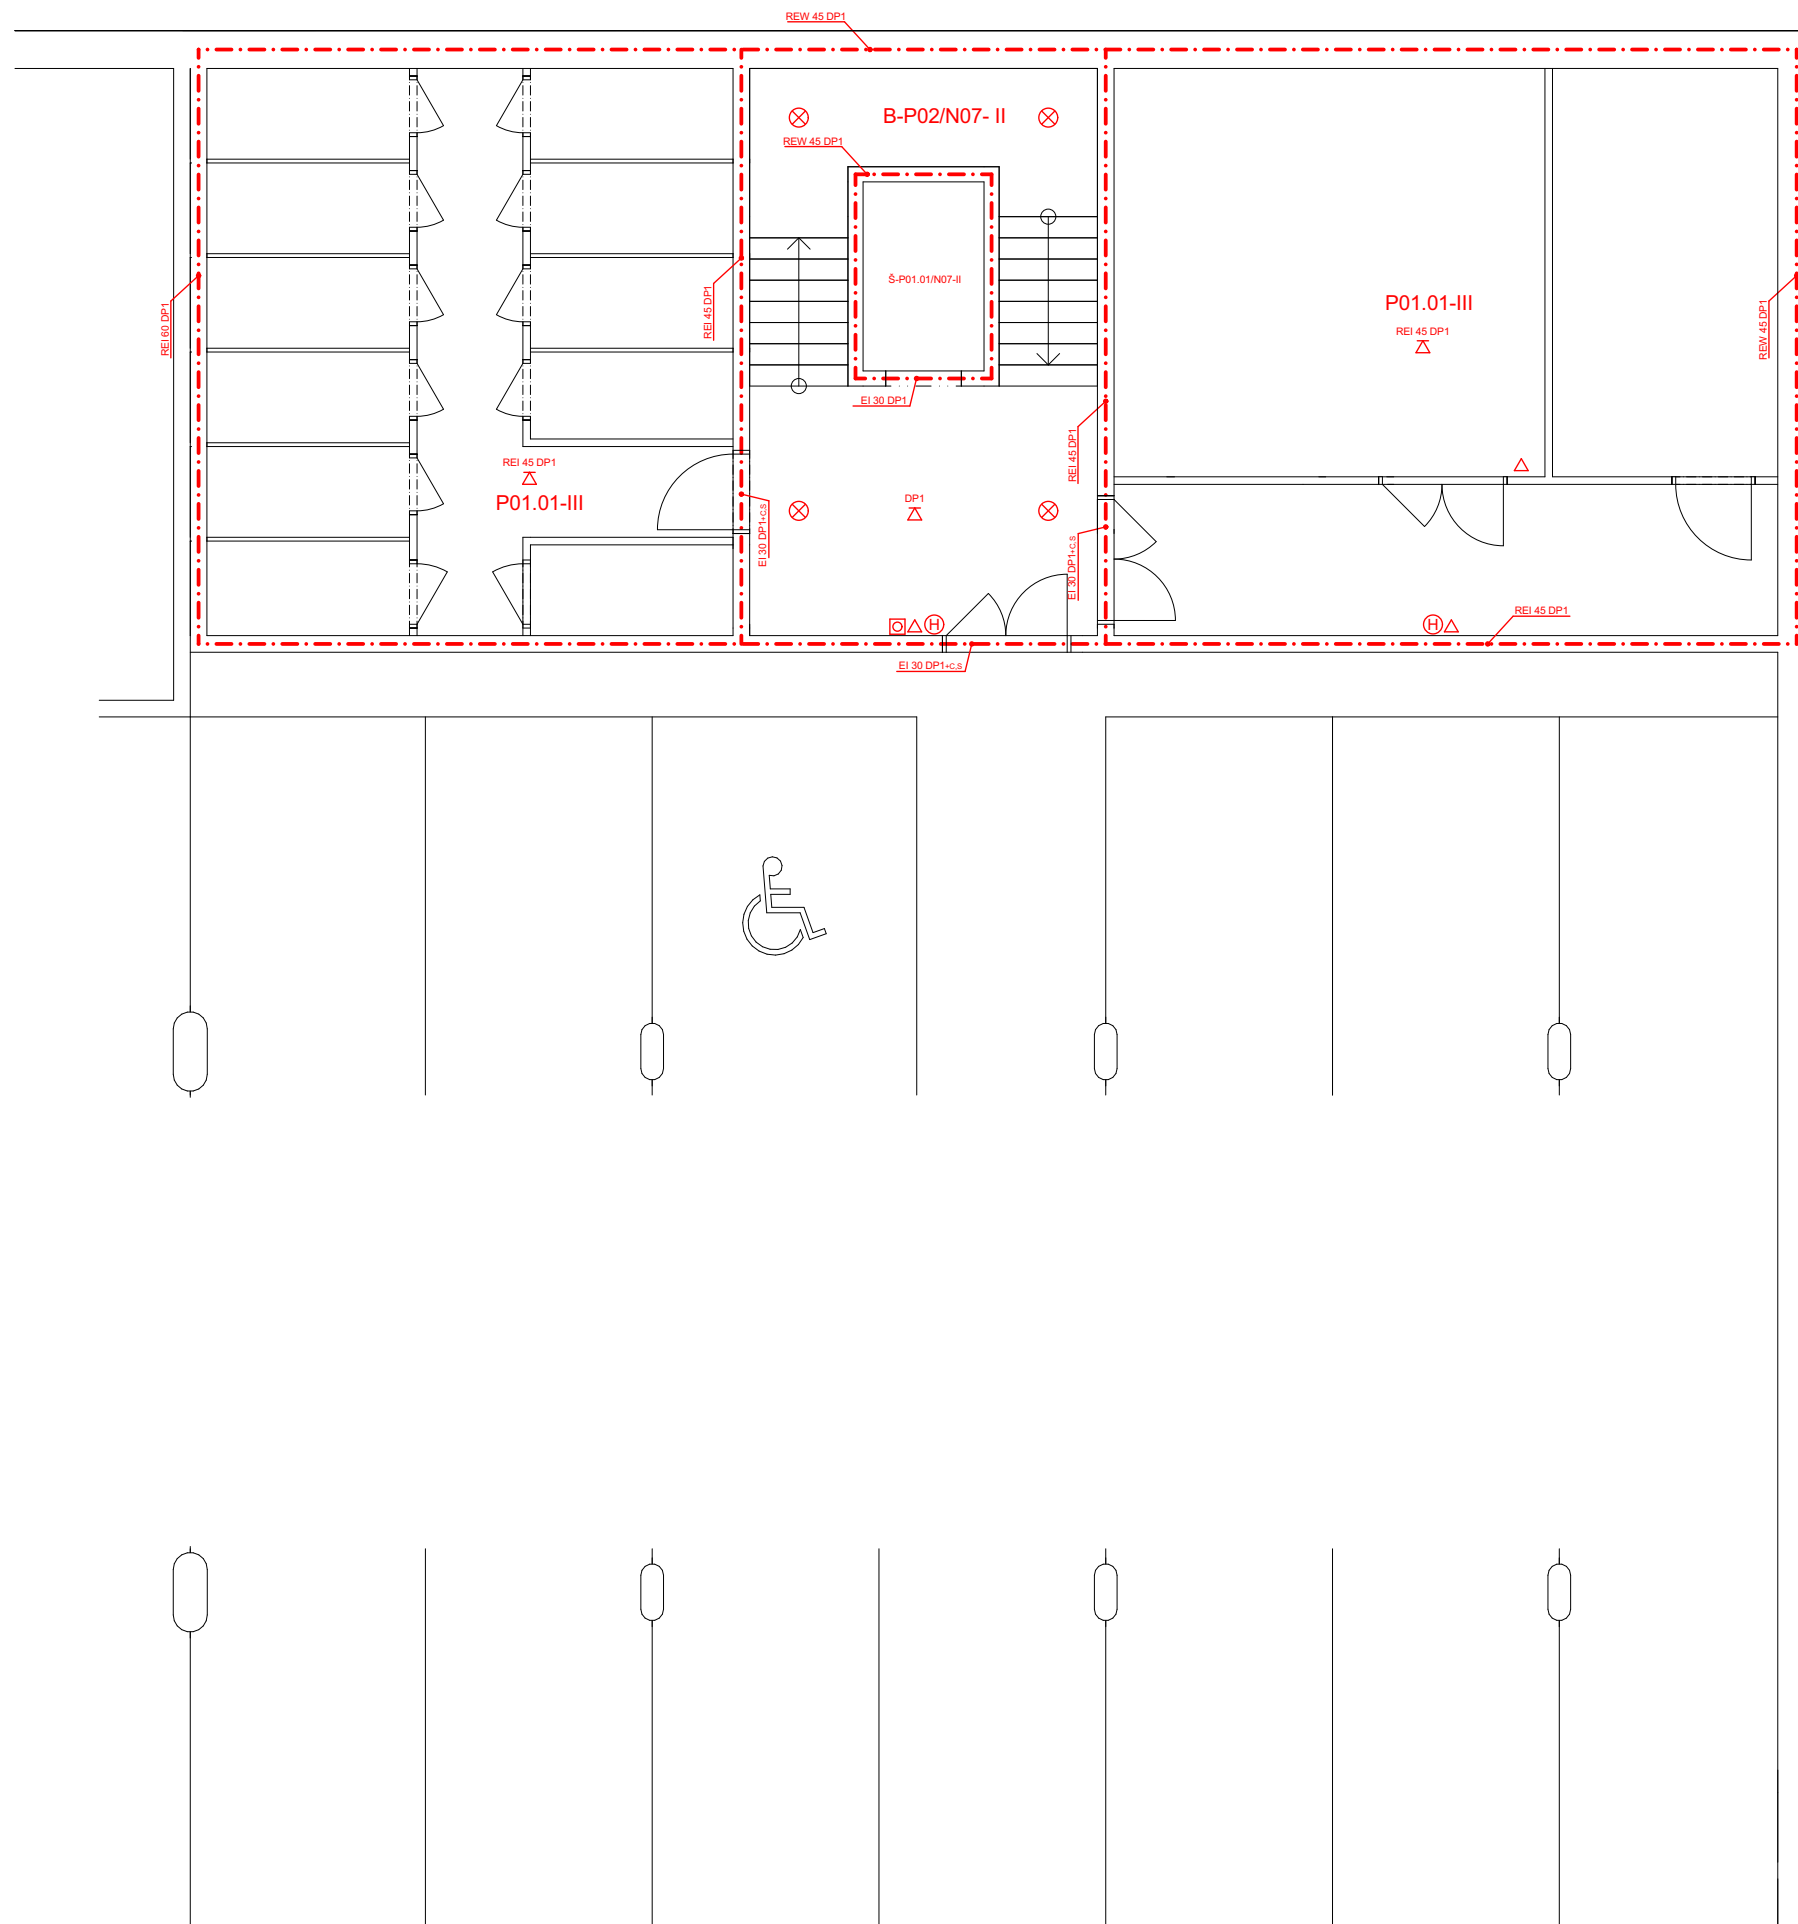 REW 45 DP1
B-P02/N07- II
REW 45 DP1
Š-P01.01/N07-II
REI 60 DP1
REI 45 DP1
P01.01-III
REI 45 DP1
REW 45 DP1
EI 30 DP1
REI 45 DP1
REI 45 DP1
P01.01-III
DP1
EI 30 DP1+C,S
EI 30 DP1+C,S
H
H
REI 45 DP1
EI 30 DP1+C,S